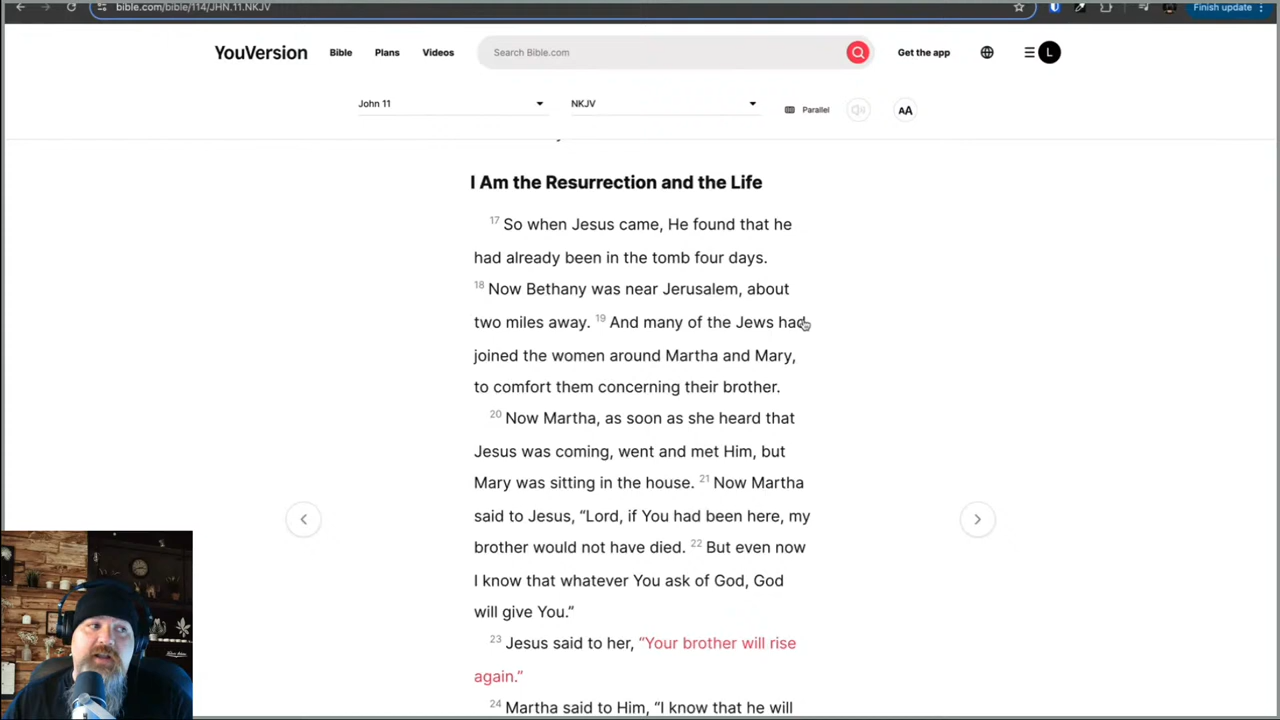 bible.com/bible/114/JHN.11.NKJV
Finish update
YouVersion
Bible
Plans
Videos
Search Bible.com
Get the app
L
John 11
NKJV
Parallel
AA
I Am the Resurrection and the Life
17 So when Jesus came, He found that he
had already been in the tomb four days.
18 Now Bethany was near Jerusalem, about
two miles away. 19 And many of the Jews had
joined the women around Martha and Mary,
to comfort them concerning their brother.
20 Now Martha, as soon as she heard that
Jesus was coming, went and met Him, but
Mary was sitting in the house. 21 Now Martha
said to Jesus, “Lord, if You had been here, my
brother would not have died. 22 But even now
I know that whatever You ask of God, God
will give You.”
23 Jesus said to her, “Your brother will rise
again.”
24 Martha said to Him, “I know that he will